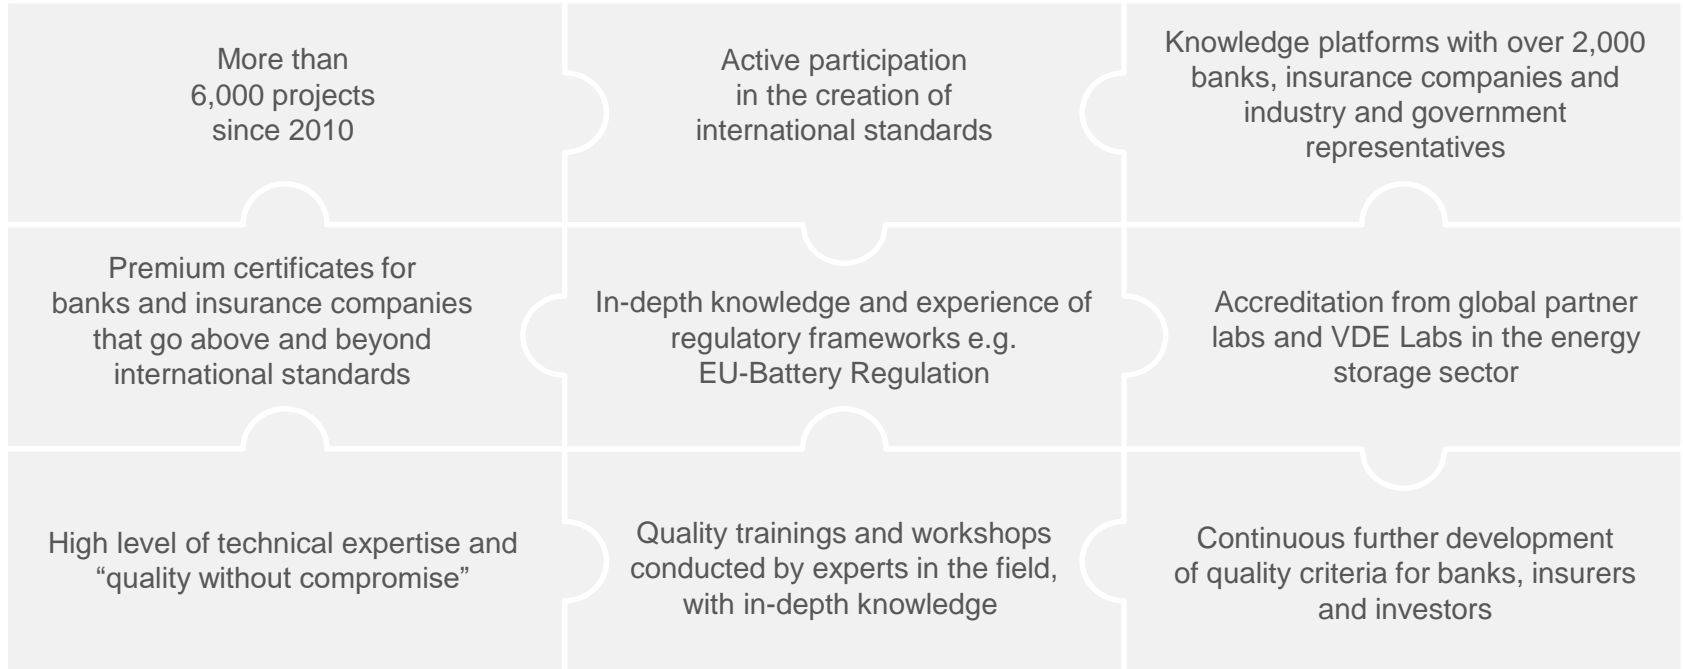 More than
6,000 projects
since 2010
Active participation
in the creation of
international standards
Knowledge platforms with over 2,000
banks, insurance companies and
industry and government
representatives
Premium certificates for
banks and insurance companies
that go above and beyond
international standards
In-depth knowledge and experience of
regulatory frameworks e.g.
EU-Battery Regulation
Accreditation from global partner
labs and VDE Labs in the energy
storage sector
High level of technical expertise and
“quality without compromise”
Quality trainings and workshops
conducted by experts in the field,
with in-depth knowledge
Continuous further development
of quality criteria for banks, insurers
and investors